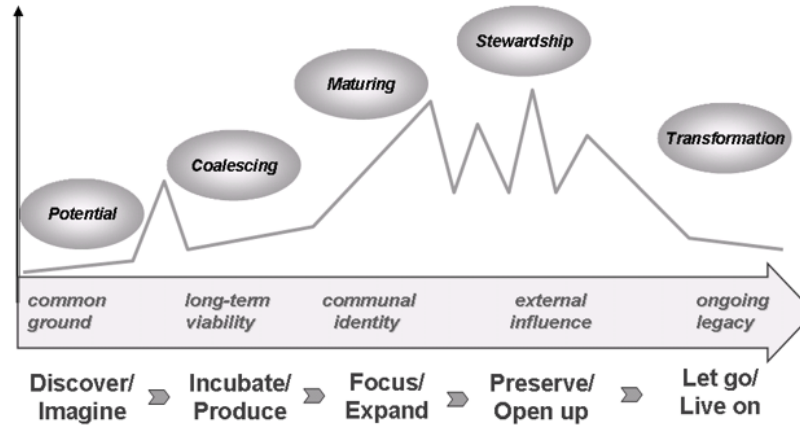 Stewardship
Maturing
Transformation
Coalescing
Potential
common
ground
long-term
viability
communal
identity
external
influence
ongoing
legacy
Discover/
Imagine
Incubate/
Produce
Focus/
Expand
Preserve/
Open up
Let go/
Live on